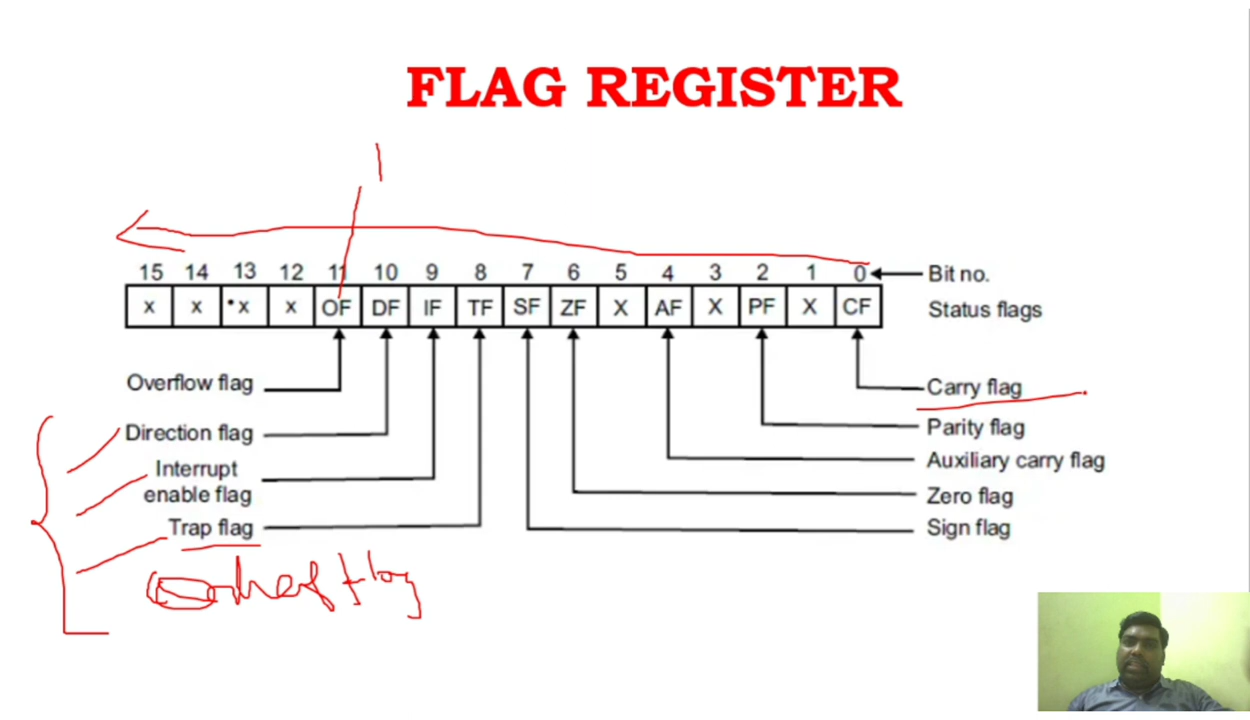 FLAG REGISTER
1
15 14 13 12 11 10 9 8 7 6 5 4 3 2 1 0 Bit no.
x x x x OF DF IF TF SF ZF X AF X PF X CF Status flags
Overflow flag
Carry flag
Direction flag
Parity flag
Interrupt
enable flag
Auxiliary carry flag
Zero flag
Trap flag
Sign flag
flag